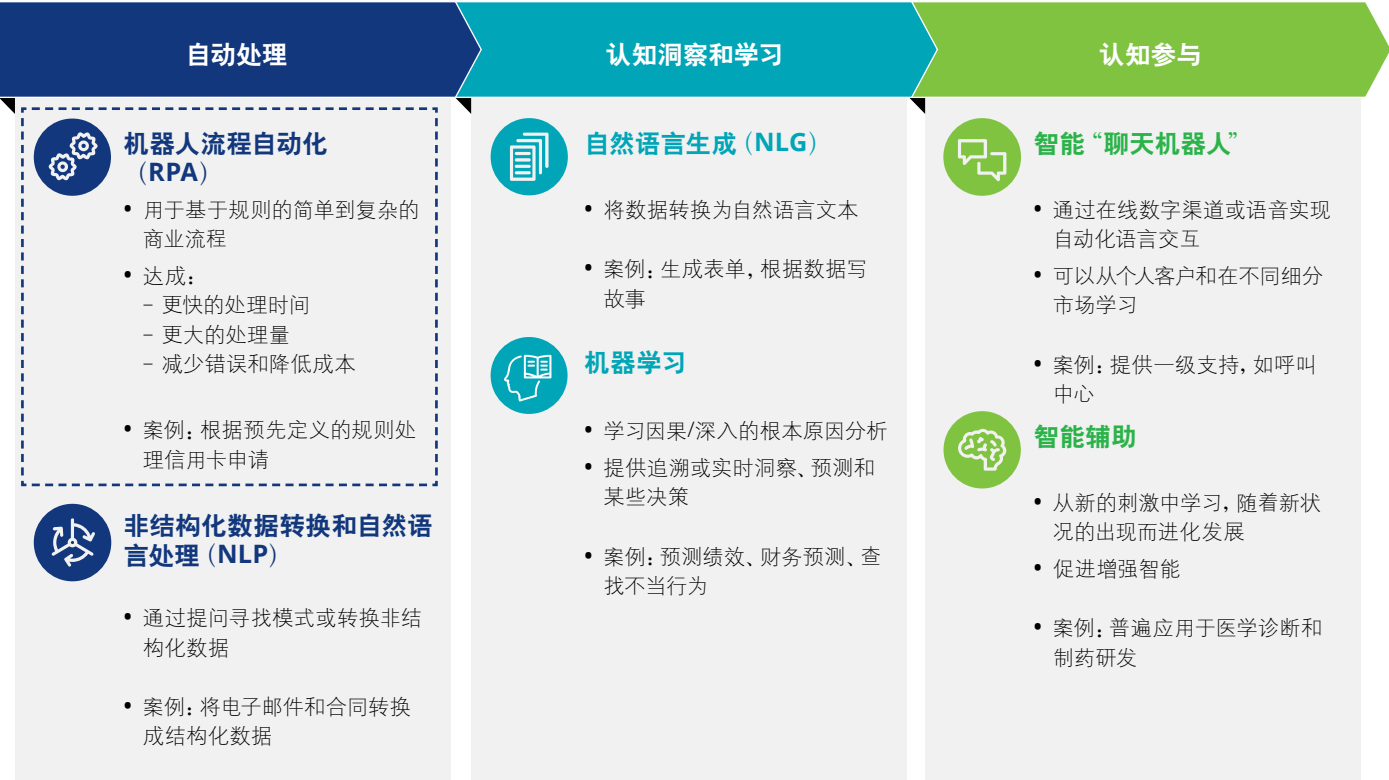 自动处理
机器人流程自动化
（RPA）
• 用于基于规则的简单到复杂的
商业流程
• 达成：
– 更快的处理时间
– 更大的处理量
– 减少错误和降低成本
• 案例：根据预先定义的规则处
理信用卡申请
非结构化数据转换和自然语
言处理（NLP）
• 通过提问寻找模式或转换非结
构化数据
• 案例：将电子邮件和合同转换
成结构化数据
认知洞察和学习
自然语言生成（NLG）
• 将数据转换为自然语言文本
• 案例：生成表单，根据数据写
故事
机器学习
• 学习因果/深入的根本原因分析
• 提供追溯或实时洞察、预测和
某些决策
• 案例：预测绩效、财务预测、查
找不当行为
认知参与
智能“聊天机器人”
• 通过在线数字渠道或语音实现
自动化语言交互
• 可以从个人客户和在不同细分
市场学习
• 案例：提供一级支持，如呼叫
中心
智能辅助
• 从新的刺激中学习，随着新状
况的出现而进化发展
• 促进增强智能
• 案例：普遍应用于医学诊断和
制药研发